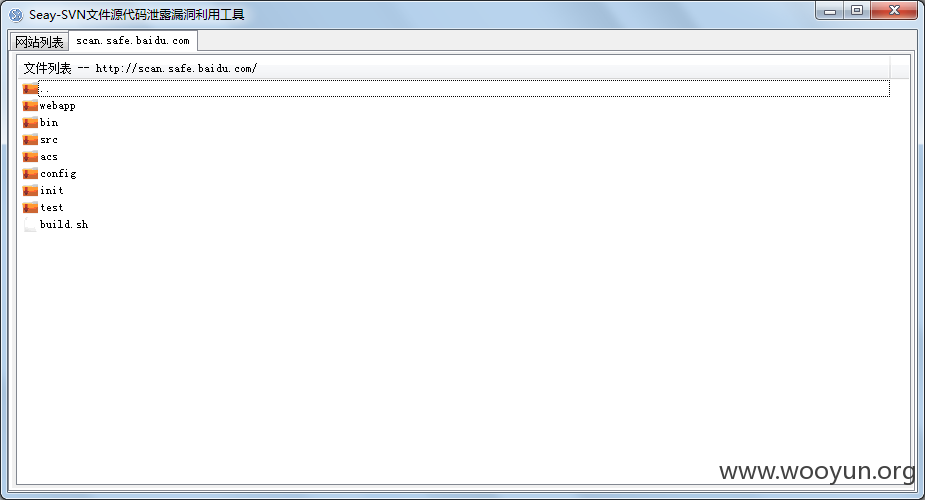 Seay-SVN文件源代码泄露漏洞利用工具
网站列表 scan.safe.baidu.com
文件列表 -- http://scan.safe.baidu.com/
..
webapp
bin
src
acs
config
init
test
build.sh
www.wooyun.org